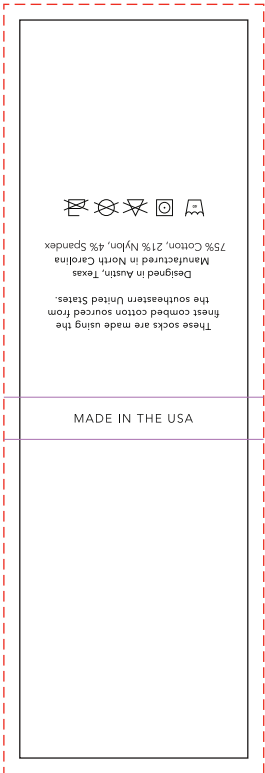 These socks are made using the
finest combed cotton sourced from
the southeastern United States.
Designed in Austin, Texas
Manufactured in North Carolina
75% Cotton, 21% Nylon, 4% Spandex
MADE IN THE USA